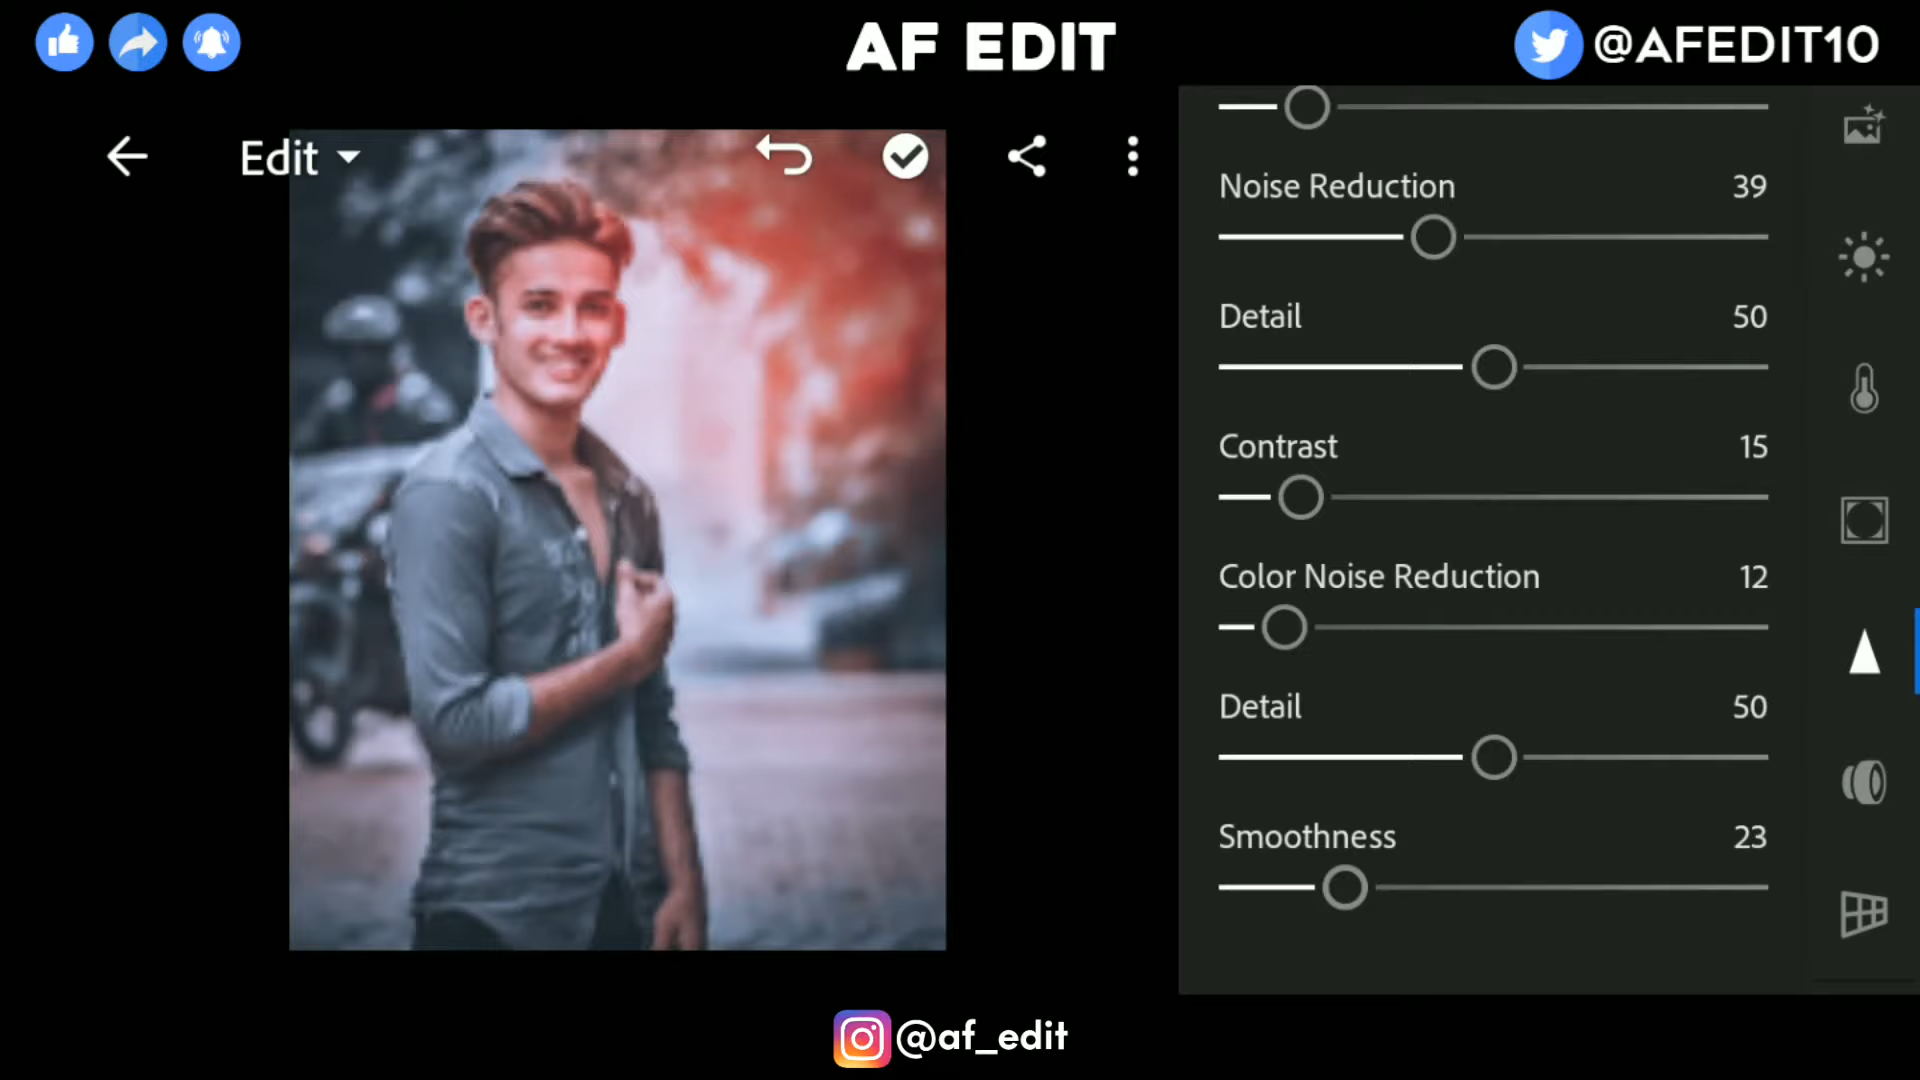 AF EDIT
@AFEDIT10
Edit
Noise Reduction 39
Detail 50
Contrast 15
Color Noise Reduction 12
Detail 50
Smoothness 23
@af_edit